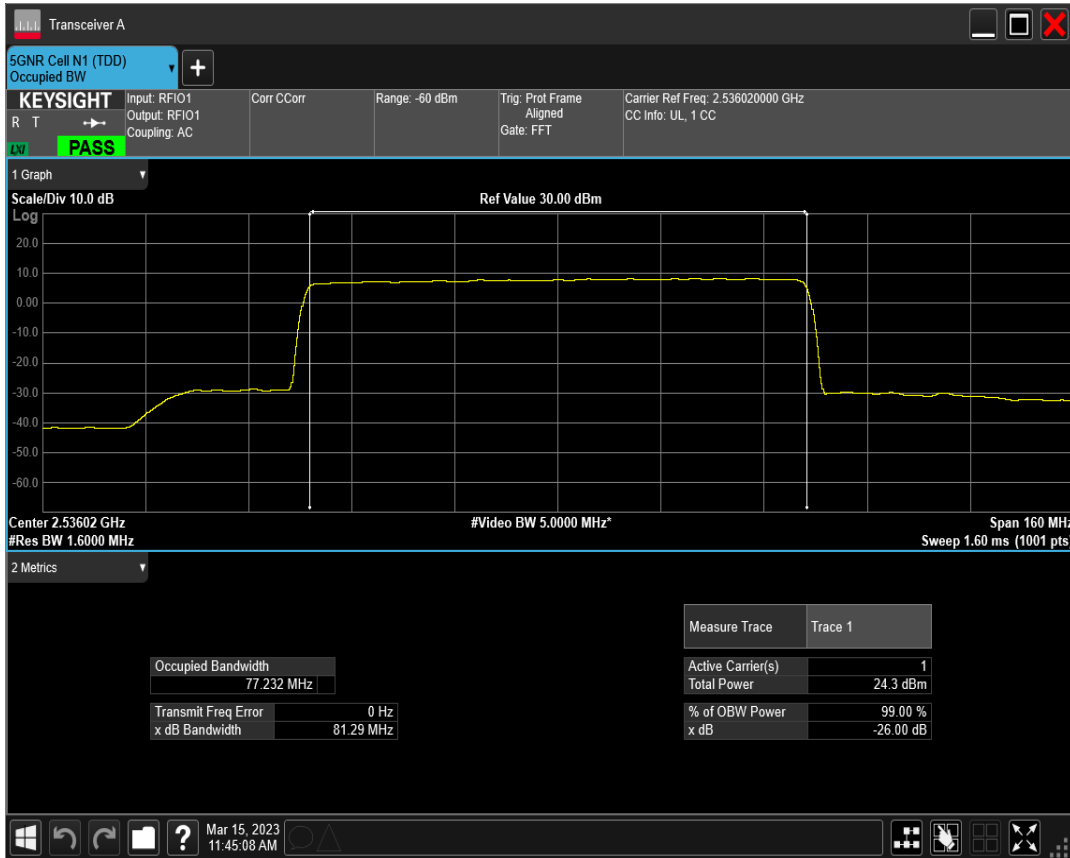 Transceiver A
5GNR Cell N1 (TDD)
Occupied BW
+
KEYSIGHT
R T
LXI
PASS
Input: RFIO1
Output: RFIO1
Coupling: AC
Corr CCorr
Range: -60 dBm
Trig: Prot Frame
Aligned
Gate: FFT
Carrier Ref Freq: 2.536020000 GHz
CC Info: UL, 1 CC
1 Graph
Scale/Div 10.0 dB
Ref Value 30.00 dBm
Log
20.0
10.0
0.00
-10.0
-20.0
-30.0
-40.0
-50.0
-60.0
Center 2.53602 GHz
#Video BW 5.0000 MHz*
Span 160 MHz
#Res BW 1.6000 MHz
Sweep 1.60 ms (1001 pts)
2 Metrics
Measure Trace Trace 1
Occupied Bandwidth
77.232 MHz
Active Carrier(s) 1
Total Power 24.3 dBm
Transmit Freq Error 0 Hz
x dB Bandwidth 81.29 MHz
% of OBW Power 99.00 %
x dB -26.00 dB
?
Mar 15, 2023
11:45:08 AM